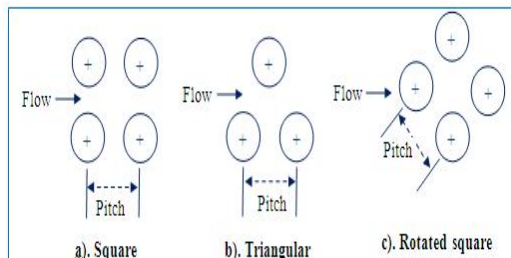 Flow
Pitch
a). Square
Flow
Pitch
b). Triangular
Flow
Pitch
c). Rotated square